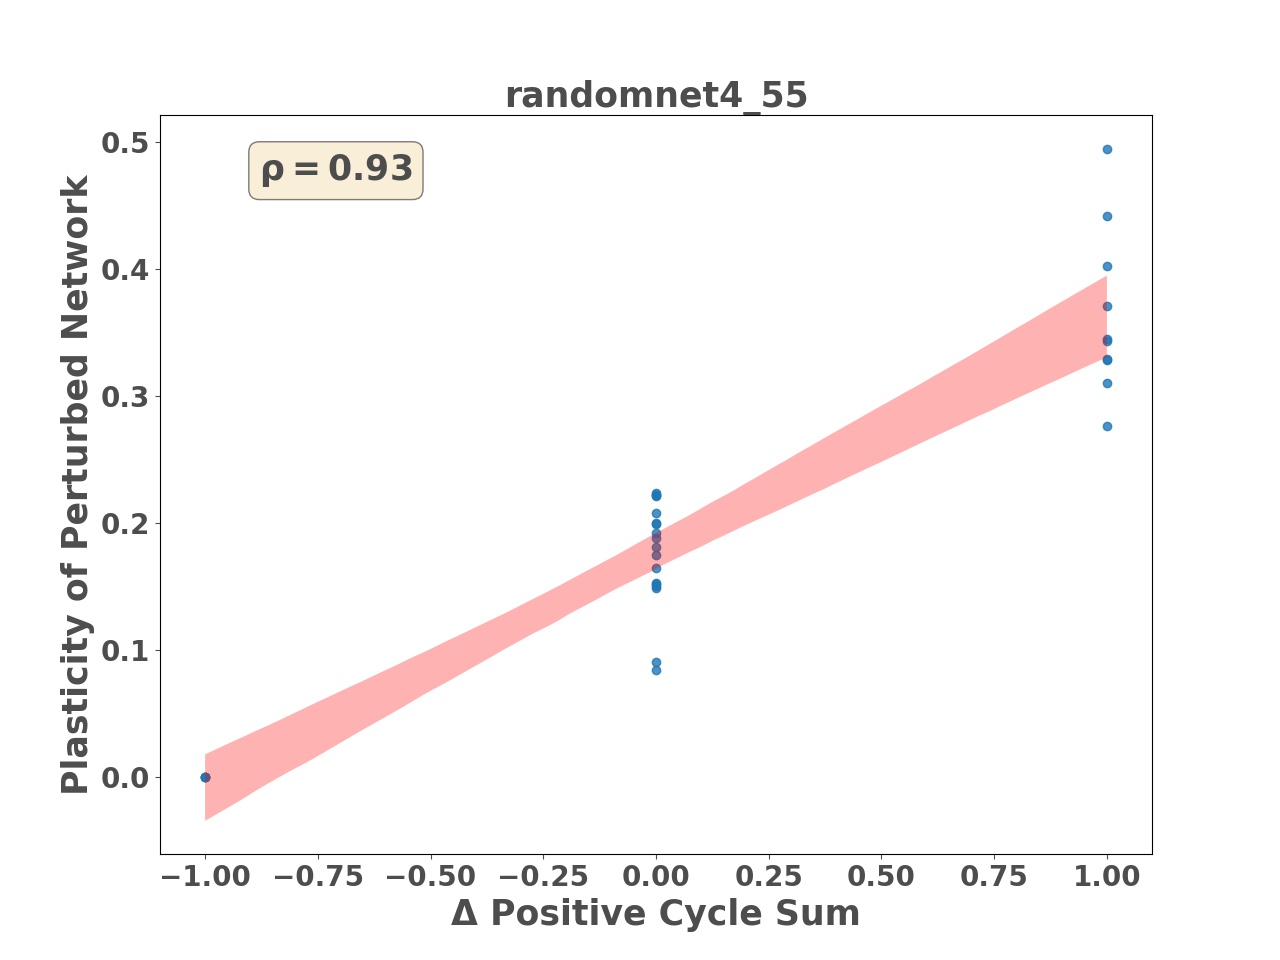 randomnet4_55
ρ = 0.93
Plasticity of Perturbed Network
0.5
0.4
0.3
0.2
0.1
0.0
−1.00 −0.75 −0.50 −0.25 0.00 0.25 0.50 0.75 1.00
Δ Positive Cycle Sum